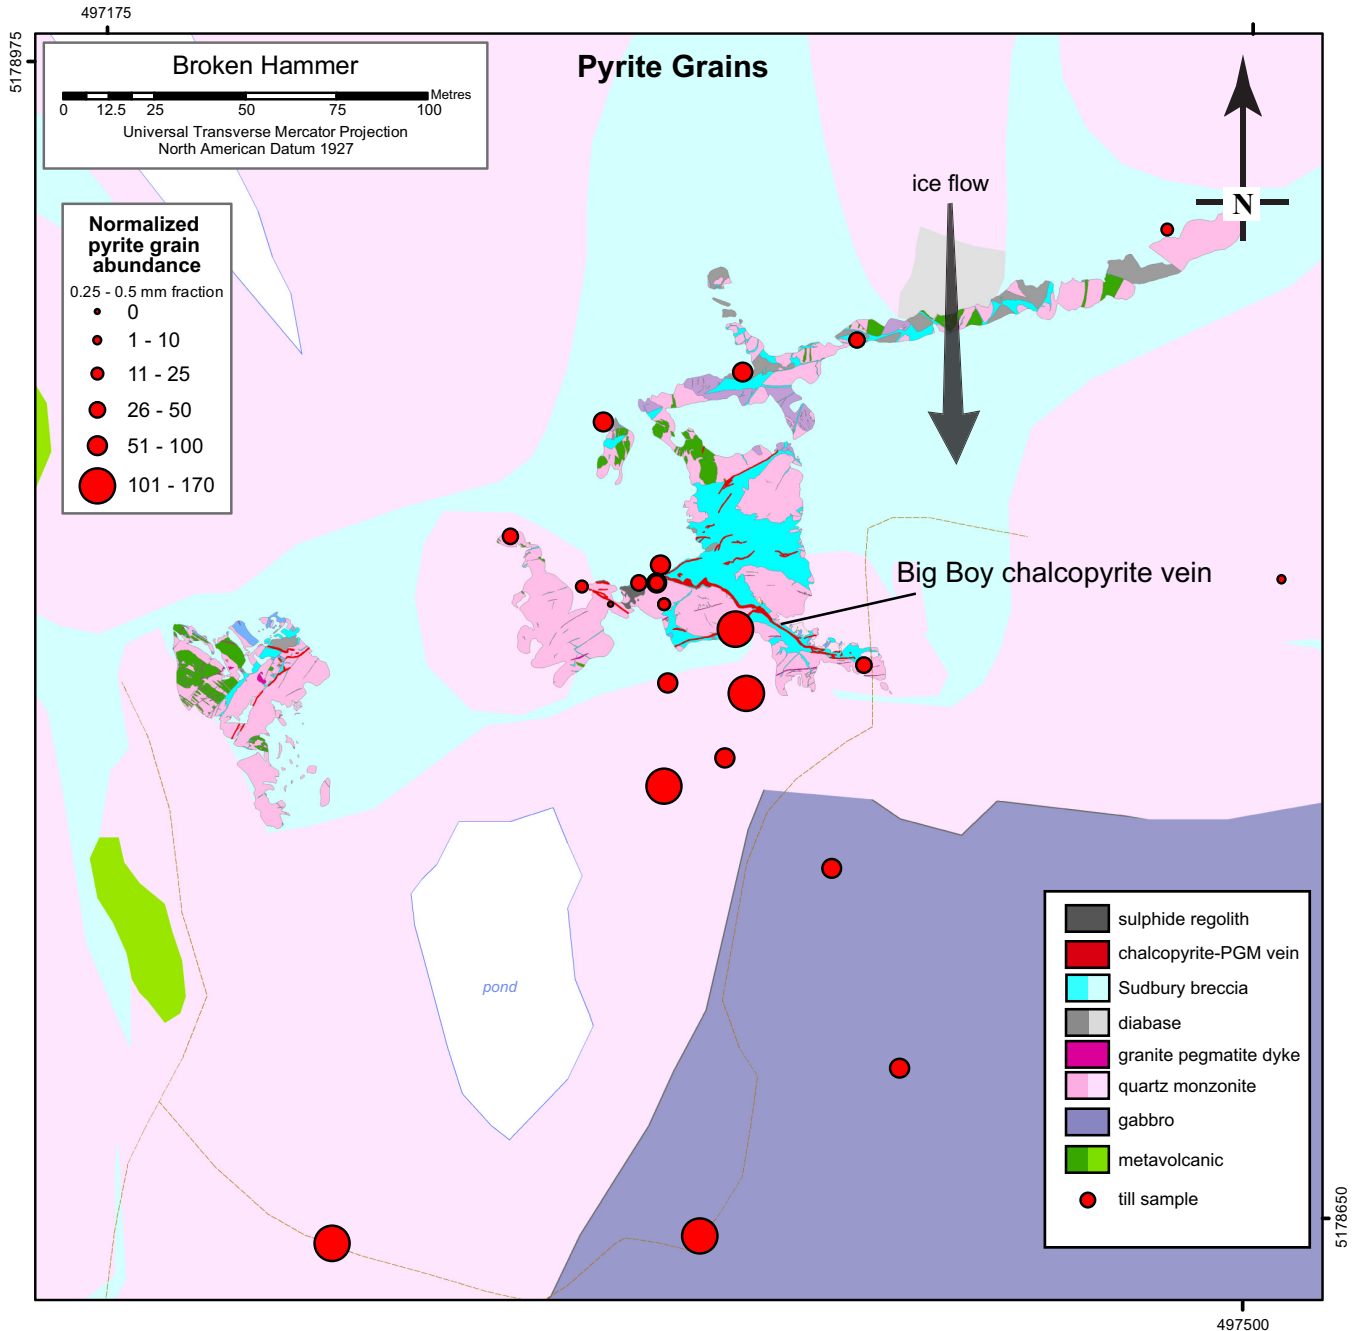 497175
5178975
Broken Hammer
Metres
0 12.5 25 50 75 100
Universal Transverse Mercator Projection
North American Datum 1927
Pyrite Grains
N
ice flow
Normalized
pyrite grain
abundance
0.25 - 0.5 mm fraction
0
1 - 10
11 - 25
26 - 50
51 - 100
101 - 170
Big Boy chalcopyrite vein
pond
sulphide regolith
chalcopyrite-PGM vein
Sudbury breccia
diabase
granite pegmatite dyke
quartz monzonite
gabbro
metavolcanic
till sample
5178650
497500